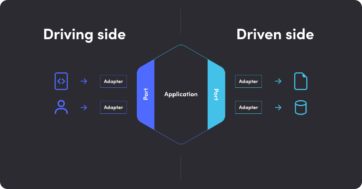 Driving side
Driven side
Adapter
Adapter
Port
Application
Port
Adapter
Adapter